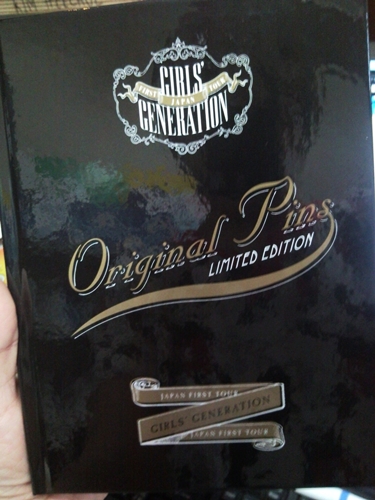 GIRLS'
FIRST JAPAN TOUR
GENERATION
Original Pins
LIMITED EDITION
JAPAN FIRST TOUR
GIRLS' GENERATION
JAPAN FIRST TOUR